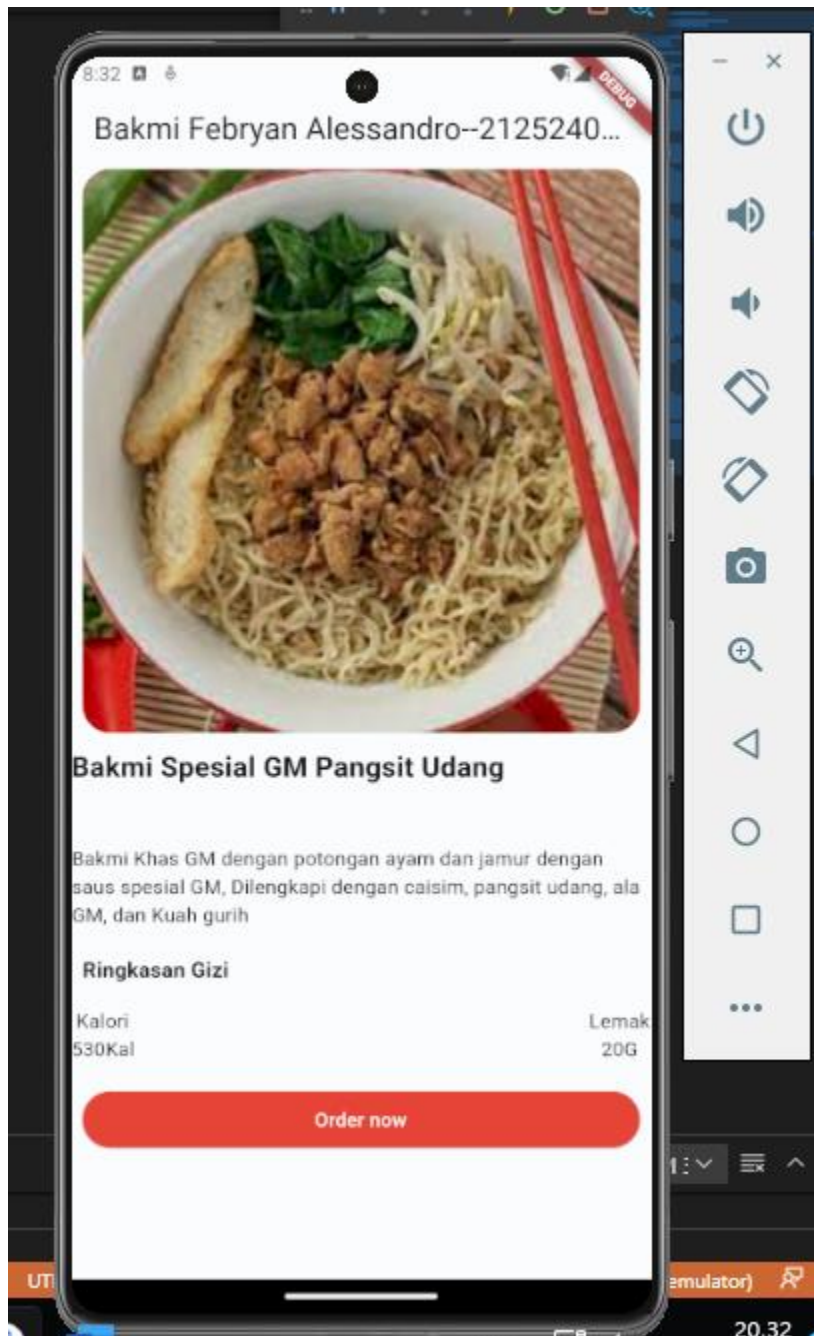 8:32
DEBUG
Bakmi Febryan Alessandro--2125240...
Bakmi Spesial GM Pangsit Udang
Bakmi Khas GM dengan potongan ayam dan jamur dengan
saus spesial GM, Dilengkapi dengan caisim, pangsit udang, ala
GM, dan Kuah gurih
Ringkasan Gizi
Kalori Lemak
530Kal 20G
Order now
UT
emulator)
20.32